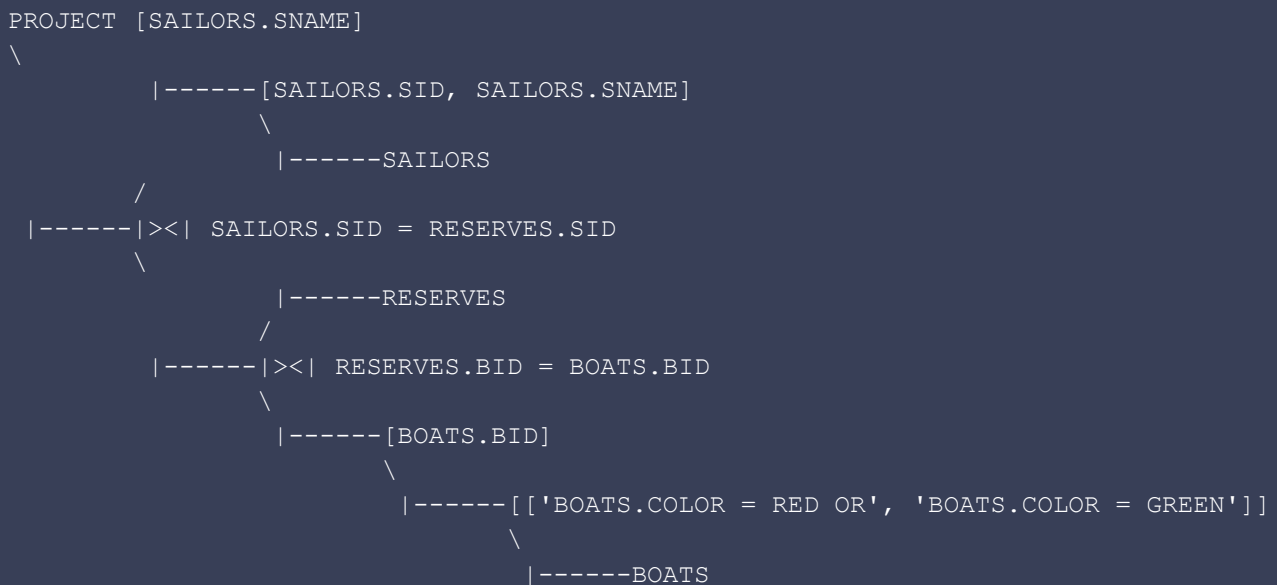 PROJECT [SAILORS.SNAME]
\
         |------[SAILORS.SID, SAILORS.SNAME]
                \
                 |------SAILORS
        /
 |------|><| SAILORS.SID = RESERVES.SID
        \
                 |------RESERVES
                /
         |------|><| RESERVES.BID = BOATS.BID
                \
                 |------[BOATS.BID]
                        \
                         |------[['BOATS.COLOR = RED OR', 'BOATS.COLOR = GREEN']]
                                \
                                 |------BOATS